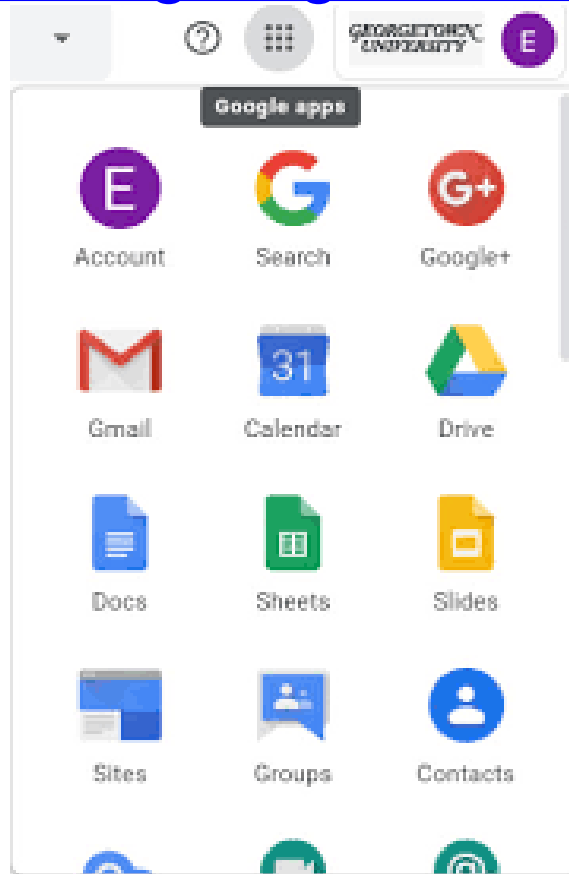 GEORGETOWN
UNIVERSITY
E
Google apps
E
G+
Account Search Google+
31
Gmail Calendar Drive
Docs Sheets Slides
Sites Groups Contacts